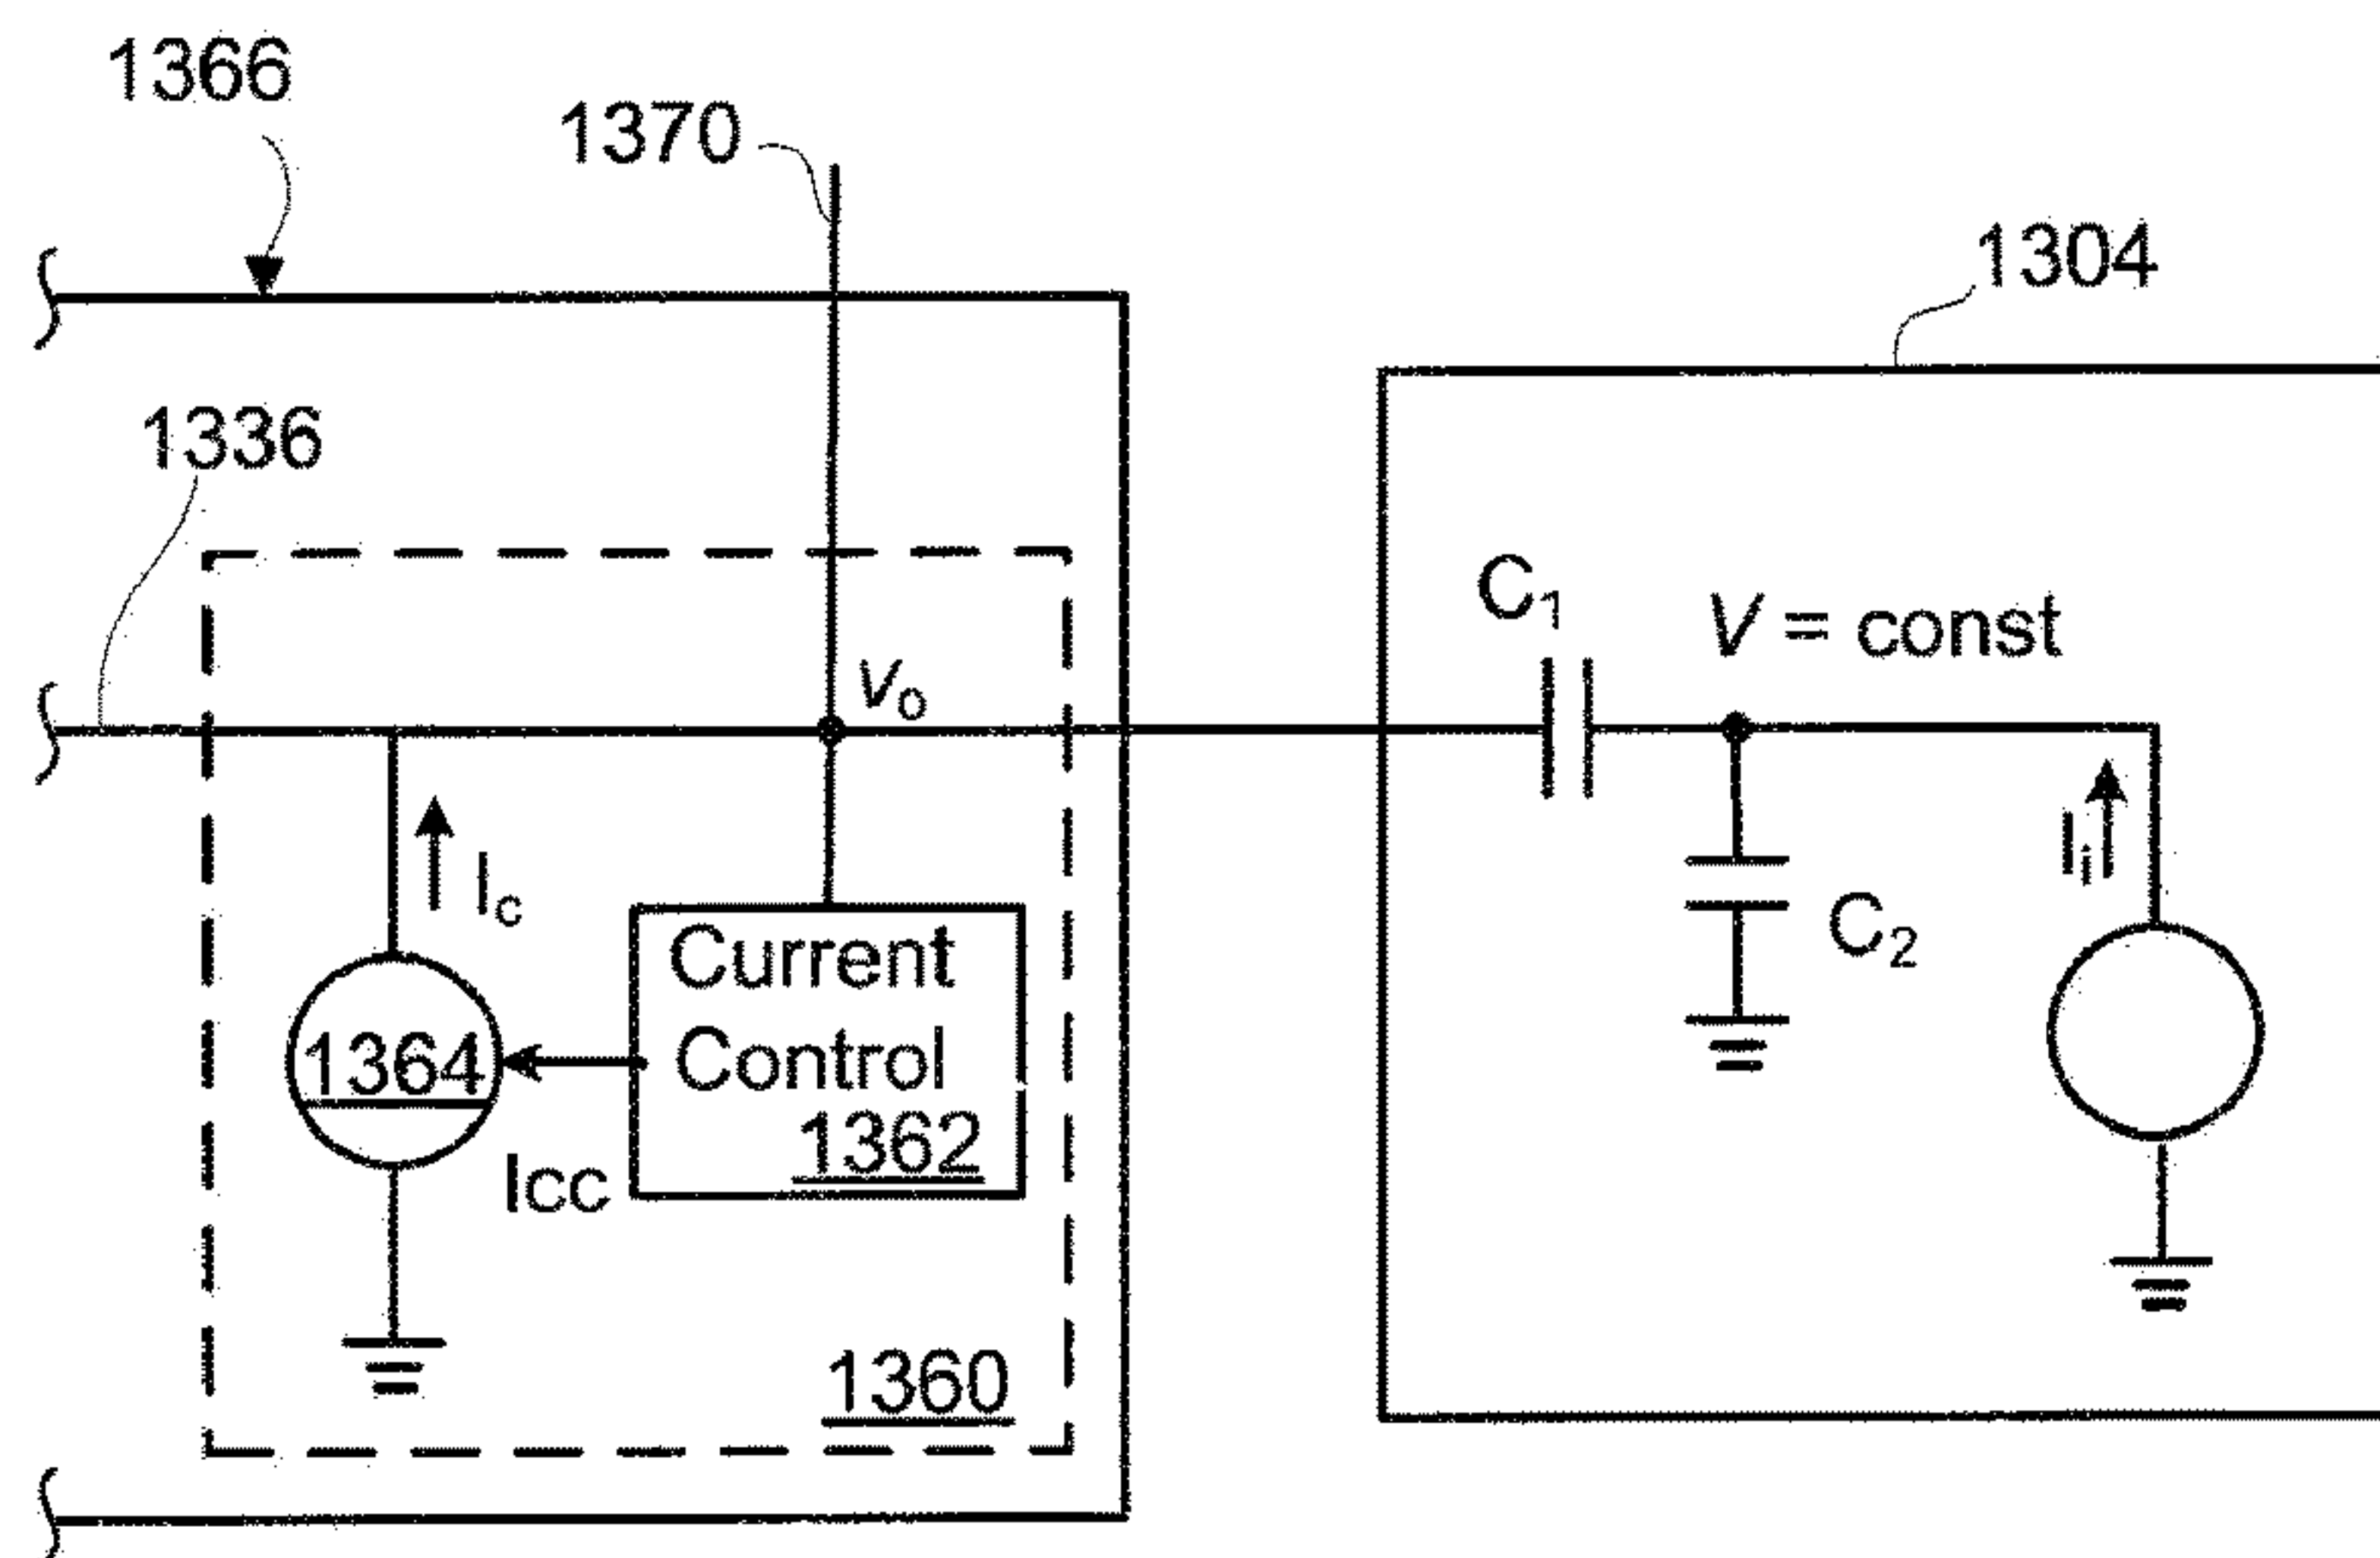 1366
1370
1304
1336
C1
V = const
vo
Ic
Ii
C2
Current
Control
1362
1364
Icc
1360